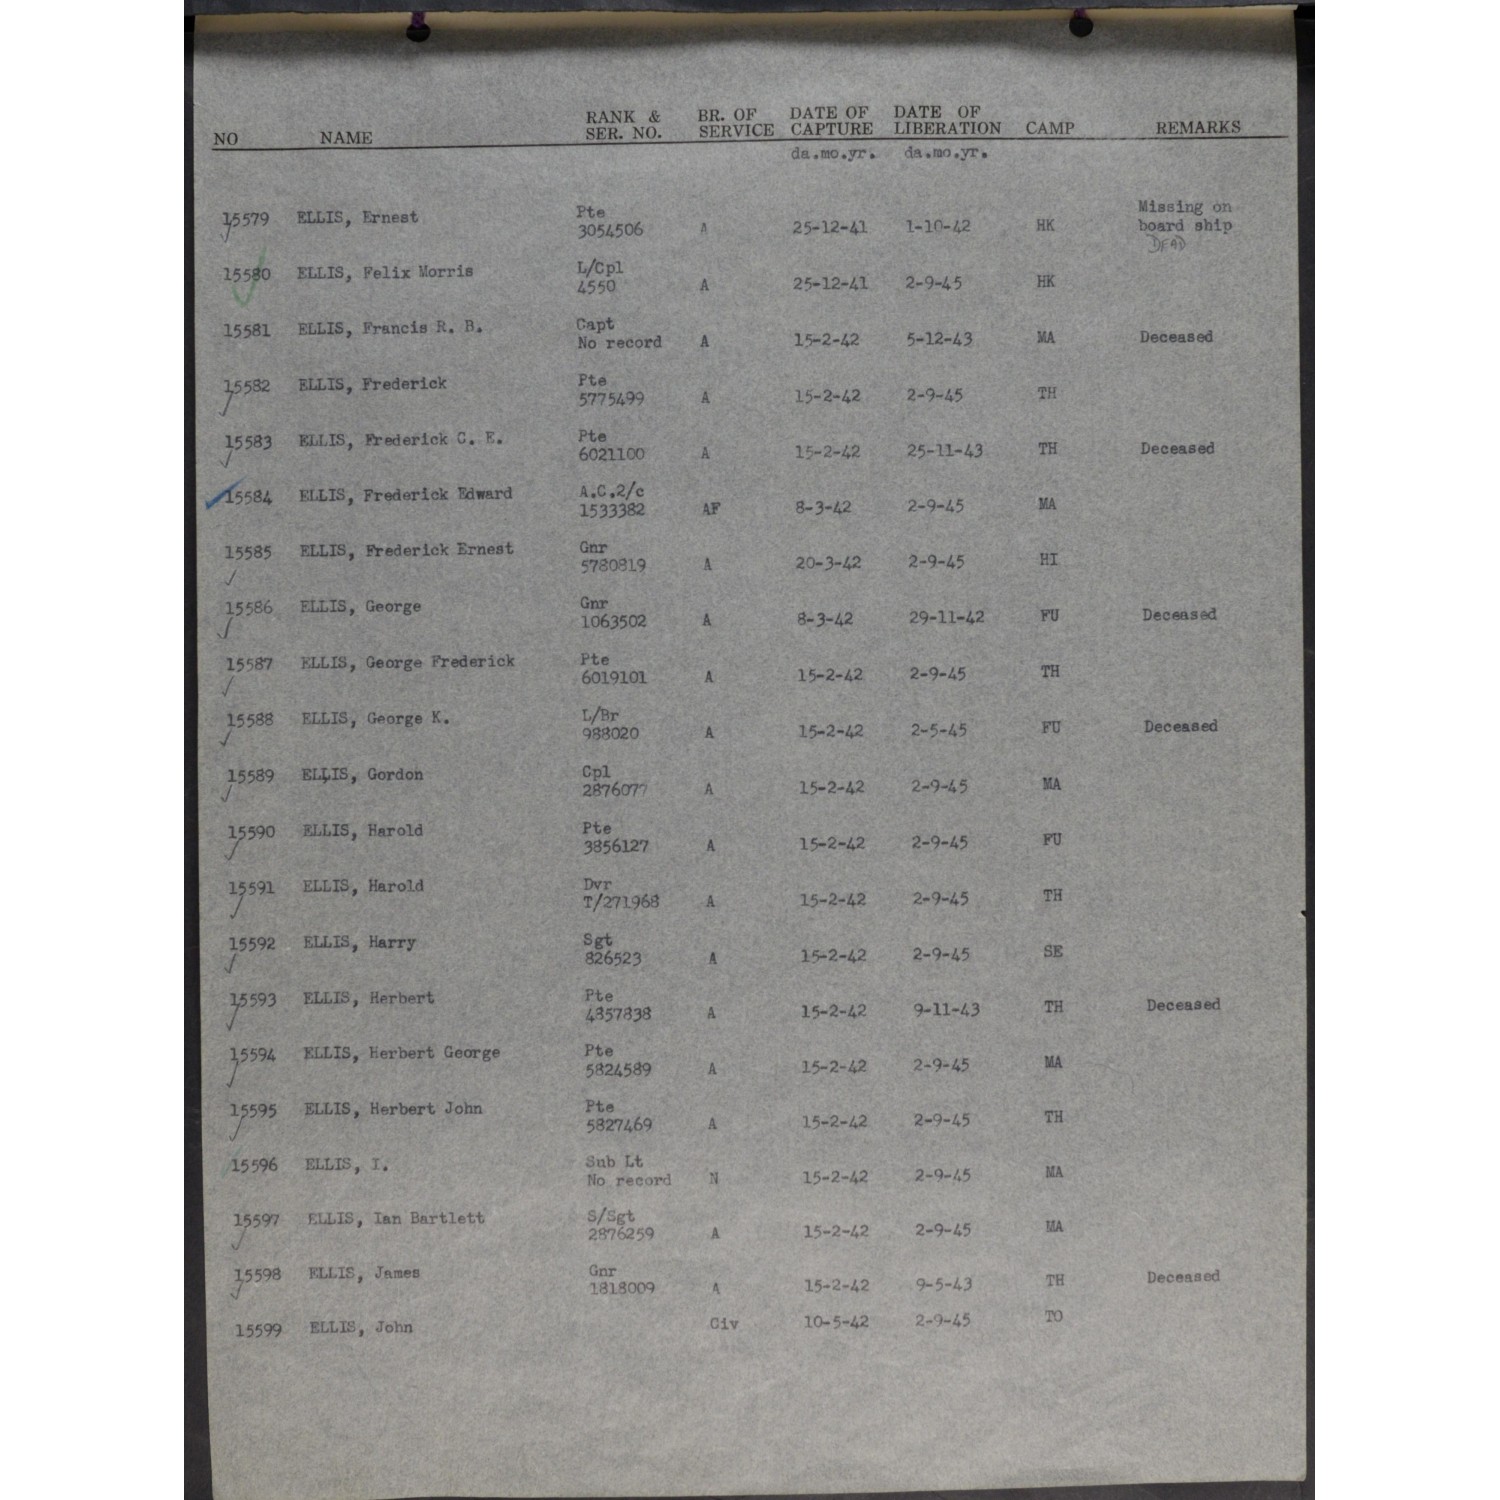 NO NAME RANK & SER. NO. BR. OF SERVICE DATE OF CAPTURE DATE OF LIBERATION CAMP REMARKS
da.mo.yr. da.mo.yr.
15579 ELLIS, Ernest Pte 3054506 A 25-12-41 1-10-42 HK Missing on board ship DEAD
15580 ELLIS, Felix Morris L/Cpl 4550 A 25-12-41 2-9-45 HK
15581 ELLIS, Francis R. B. Capt No record A 15-2-42 5-12-43 MA Deceased
15582 ELLIS, Frederick Pte 5775499 A 15-2-42 2-9-45 TH
15583 ELLIS, Frederick C. E. Pte 6021100 A 15-2-42 25-11-43 TH Deceased
15584 ELLIS, Frederick Edward A.C.2/c 1533382 AF 8-3-42 2-9-45 MA
15585 ELLIS, Frederick Ernest Gnr 5780819 A 20-3-42 2-9-45 HI
15586 ELLIS, George Gnr 1063502 A 8-3-42 29-11-42 FU Deceased
15587 ELLIS, George Frederick Pte 6019101 A 15-2-42 2-9-45 TH
15588 ELLIS, George K. L/Br 988020 A 15-2-42 2-5-45 FU Deceased
15589 ELLIS, Gordon Cpl 2876077 A 15-2-42 2-9-45 MA
15590 ELLIS, Harold Pte 3856127 A 15-2-42 2-9-45 FU
15591 ELLIS, Harold Dvr T/271968 A 15-2-42 2-9-45 TH
15592 ELLIS, Harry Sgt 826523 A 15-2-42 2-9-45 SE
15593 ELLIS, Herbert Pte 4857838 A 15-2-42 9-11-43 TH Deceased
15594 ELLIS, Herbert George Pte 5824589 A 15-2-42 2-9-45 MA
15595 ELLIS, Herbert John Pte 5827469 A 15-2-42 2-9-45 TH
15596 ELLIS, I. Sub Lt No record N 15-2-42 2-9-45 MA
15597 ELLIS, Ian Bartlett S/Sgt 2876259 A 15-2-42 2-9-45 MA
15598 ELLIS, James Gnr 1818009 A 15-2-42 9-5-43 TH Deceased
15599 ELLIS, John Civ 10-5-42 2-9-45 TO